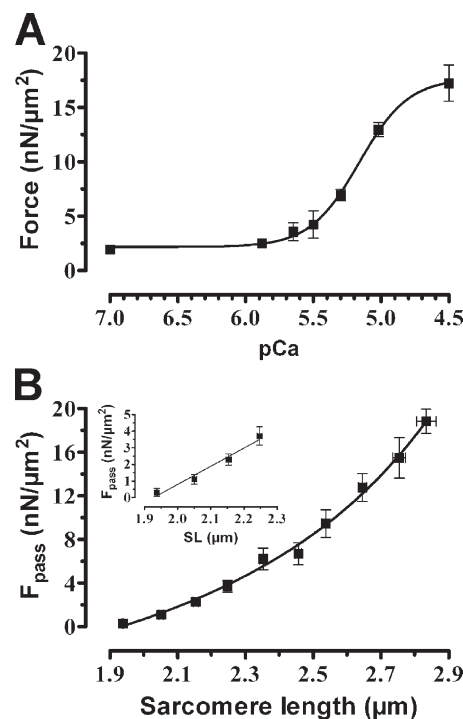 A
Force (nN/µm²)
20
15
10
5
0
7.0 6.5 6.0 5.5 5.0 4.5
pCa
B
Fpass (nN/µm²)
20
16
12
8
4
0
Fpass (nN/µm²)
5
4
3
2
1
0
1.9 2.0 2.1 2.2 2.3
SL (µm)
1.9 2.1 2.3 2.5 2.7 2.9
Sarcomere length (µm)